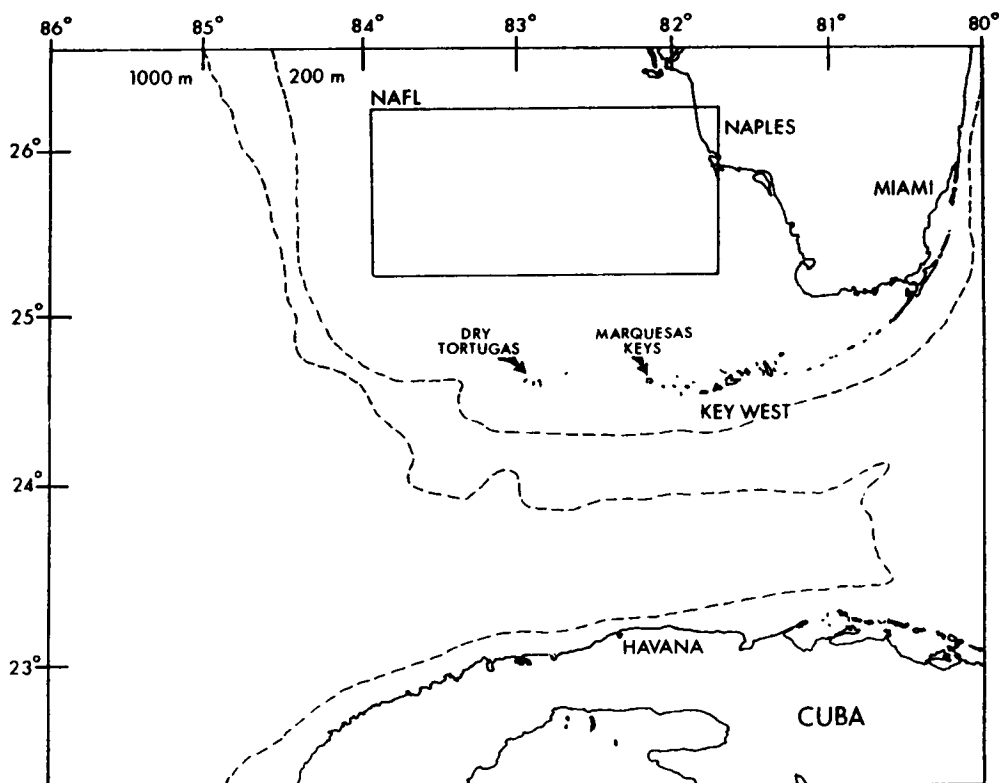 86° 85° 84° 83° 82° 81° 80°
1000 m 200 m
NAFL
NAPLES
26°
MIAMI
25°
DRY
TORTUGAS
MARQUESAS
KEYS
KEY WEST
24°
HAVANA
23°
CUBA